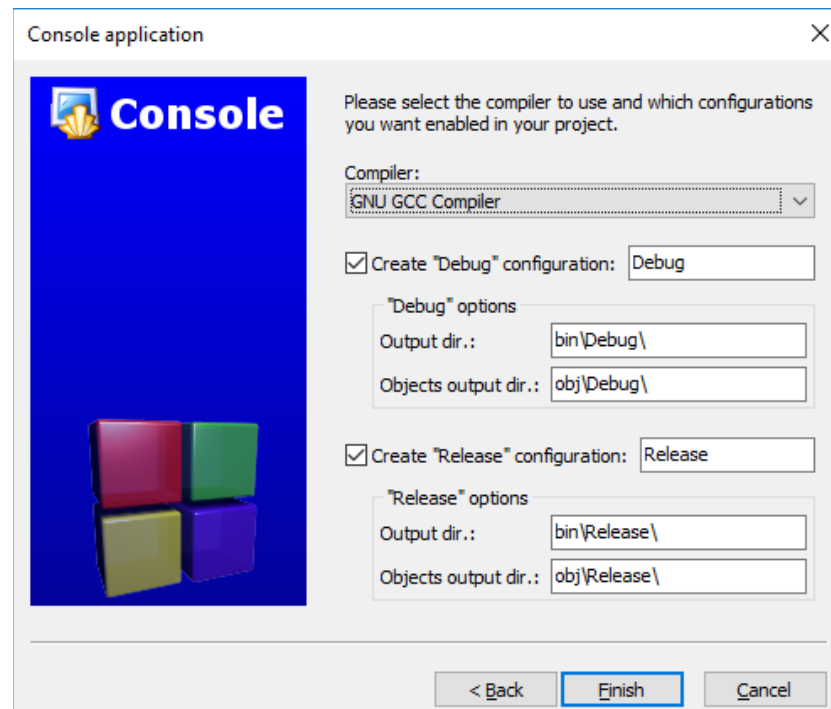 Console application
Console
Please select the compiler to use and which configurations
you want enabled in your project.
Compiler:
GNU GCC Compiler
Create "Debug" configuration: Debug
"Debug" options
Output dir.: bin\Debug\
Objects output dir.: obj\Debug\
Create "Release" configuration: Release
"Release" options
Output dir.: bin\Release\
Objects output dir.: obj\Release\
< Back Finish Cancel